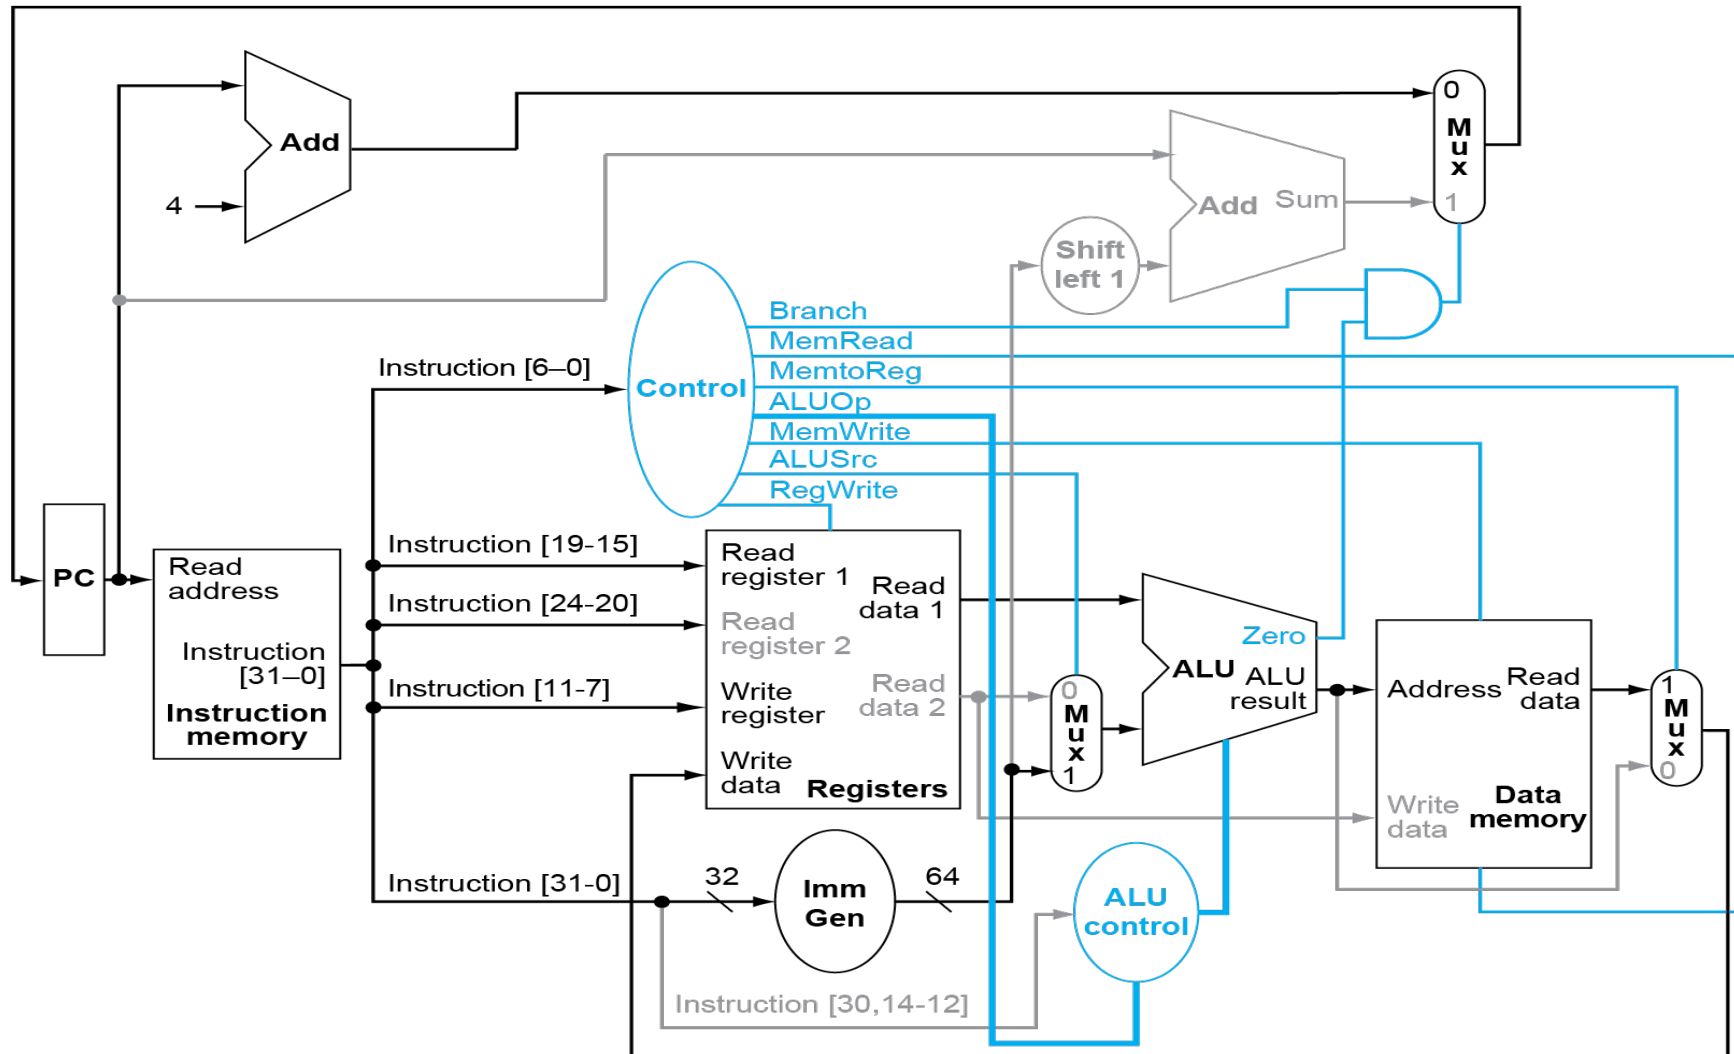 0
Mux
1
Add
4
Add
Sum
Shift
left 1
Branch
MemRead
MemtoReg
ALUOp
MemWrite
ALUSrc
RegWrite
Instruction [6–0]
Control
Instruction [19-15]
Instruction [24-20]
Instruction [11-7]
Instruction [31-0]
PC
Read
address
Instruction
[31–0]
Instruction
memory
Read
register 1
Read
register 2
Write
register
Write
data
Read
data 1
Read
data 2
Registers
0
Mux
1
Zero
ALU
ALU
result
Address
Read
data
Write
data
Data
memory
1
Mux
0
32
Imm
Gen
64
ALU
control
Instruction [30,14-12]